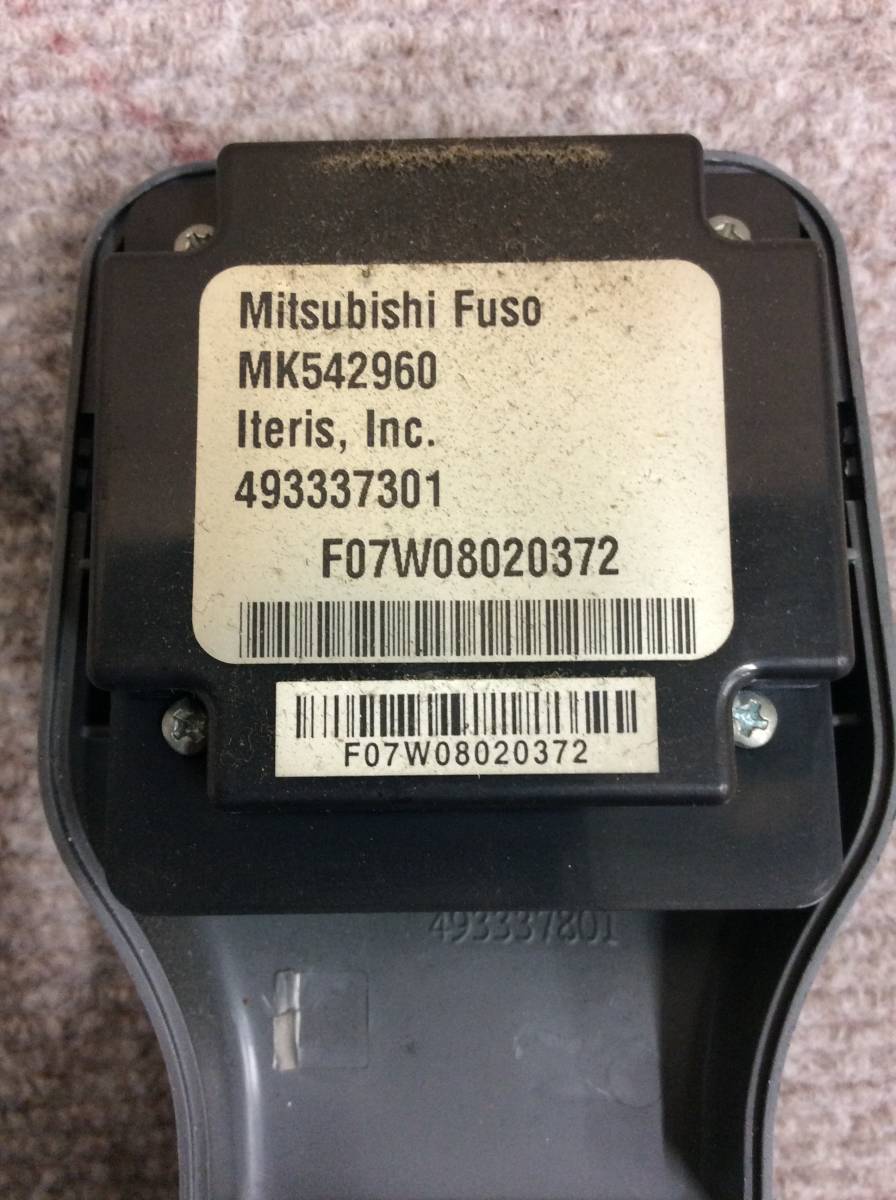 Mitsubishi Fuso
MK542960
Iteris, Inc.
493337301
F07W08020372
F07W08020372
493337801